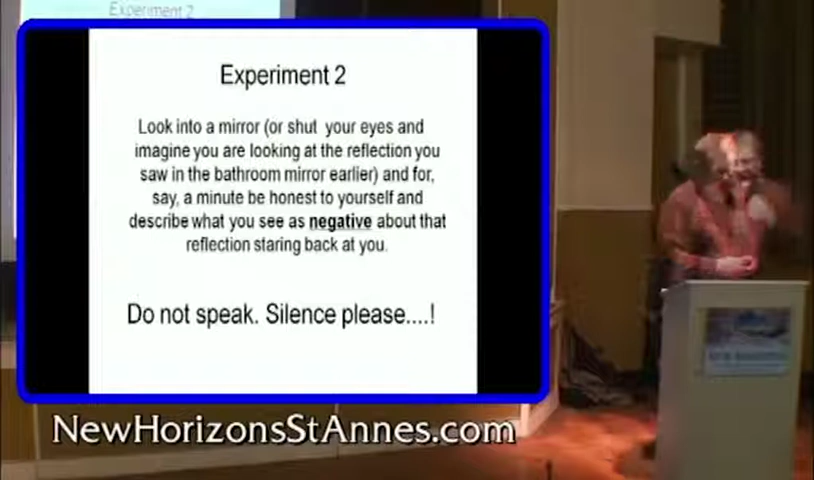 Experiment 2
Experiment 2
Look into a mirror (or shut your eyes and
imagine you are looking at the reflection you
saw in the bathroom mirror earlier) and for,
say, a minute be honest to yourself and
describe what you see as negative about that
reflection staring back at you.
Do not speak. Silence please....!
NewHorizonsStAnnes.com